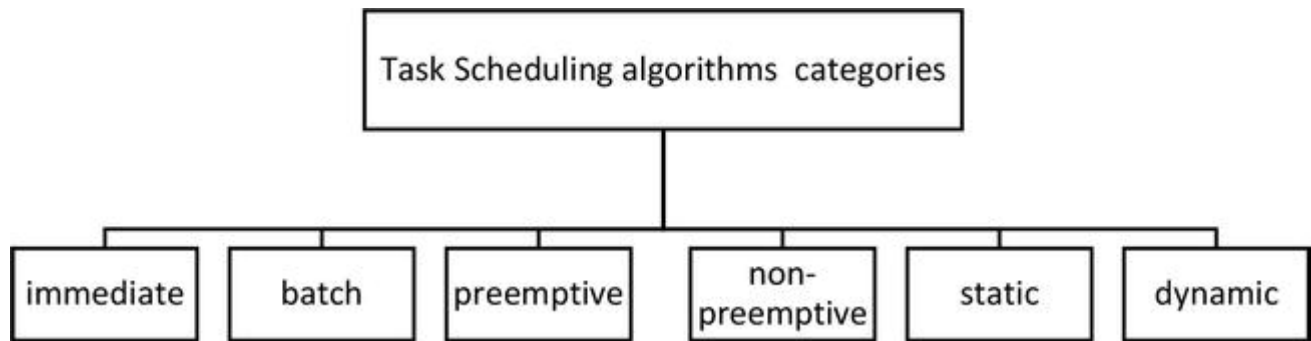 Task Scheduling algorithms categories
immediate
batch
preemptive
non-
preemptive
static
dynamic